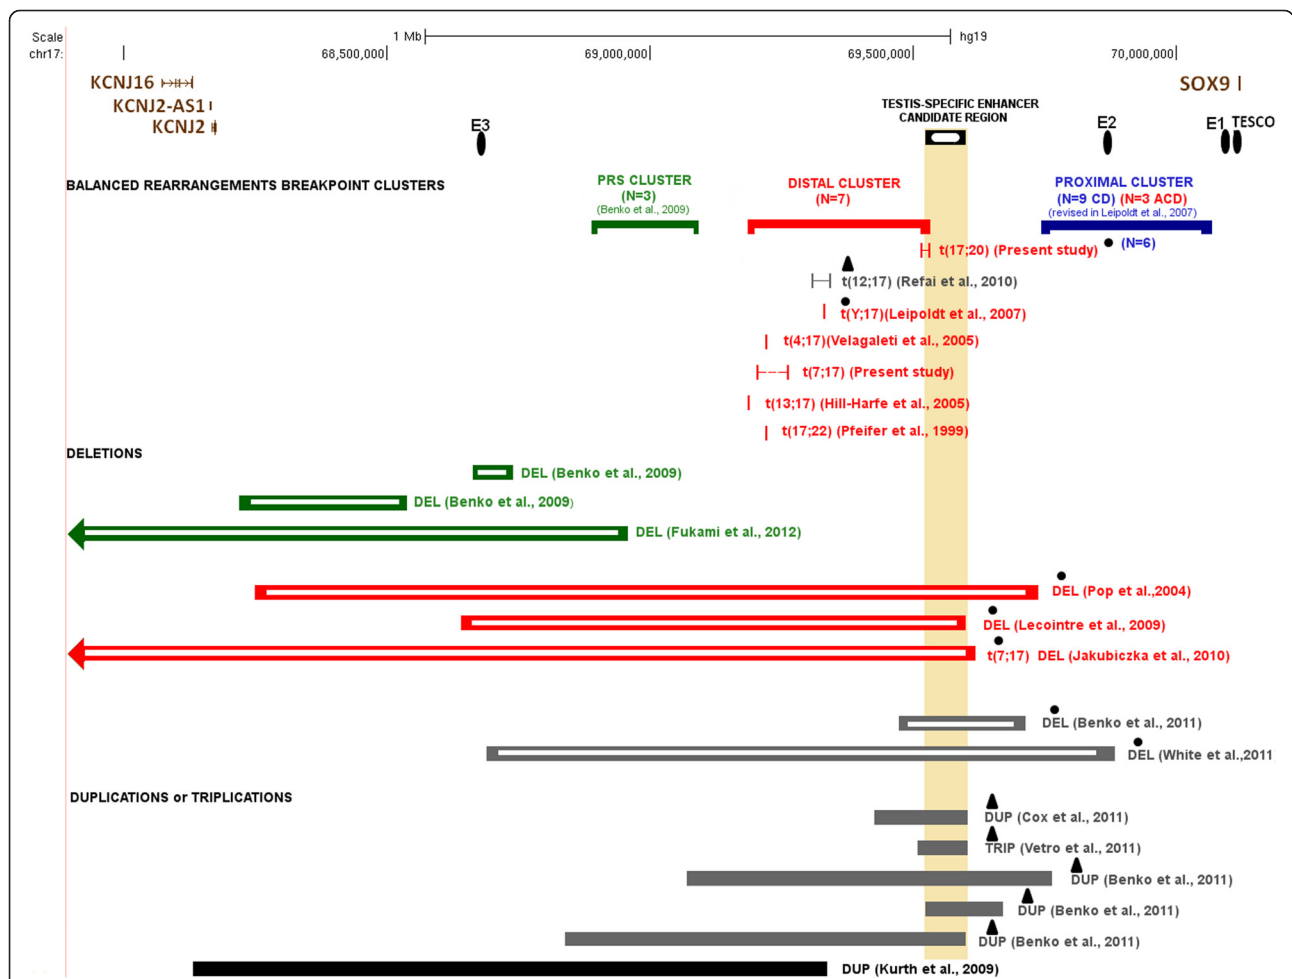 Scale
1 Mb
hg19
chr17:
68,500,000
69,000,000
69,500,000
70,000,000
KCNJ16
SOX9
KCNJ2-AS1
KCNJ2
E3
TESTIS-SPECIFIC ENHANCER
CANDIDATE REGION
E2
E1
TESCO
BALANCED REARRANGEMENTS BREAKPOINT CLUSTERS
PRS CLUSTER
(N=3)
(Benko et al., 2009)
DISTAL CLUSTER
(N=7)
PROXIMAL CLUSTER
(N=9 CD) (N=3 ACD)
(revised in Leipoldt et al., 2007)
(N=6)
t(17;20) (Present study)
t(12;17) (Refai et al., 2010)
t(Y;17)(Leipoldt et al., 2007)
t(4;17)(Velagaleti et al., 2005)
t(7;17) (Present study)
t(13;17) (Hill-Harfe et al., 2005)
t(17;22) (Pfeifer et al., 1999)
DELETIONS
DEL (Benko et al., 2009)
DEL (Benko et al., 2009)
DEL (Fukami et al., 2012)
DEL (Pop et al.,2004)
DEL (Lecointre et al., 2009)
t(7;17) DEL (Jakubiczka et al., 2010)
DEL (Benko et al., 2011)
DEL (White et al.,2011
DUPLICATIONS or TRIPLICATIONS
DUP (Cox et al., 2011)
TRIP (Vetro et al., 2011)
DUP (Benko et al., 2011)
DUP (Benko et al., 2011)
DUP (Benko et al., 2011)
DUP (Kurth et al., 2009)